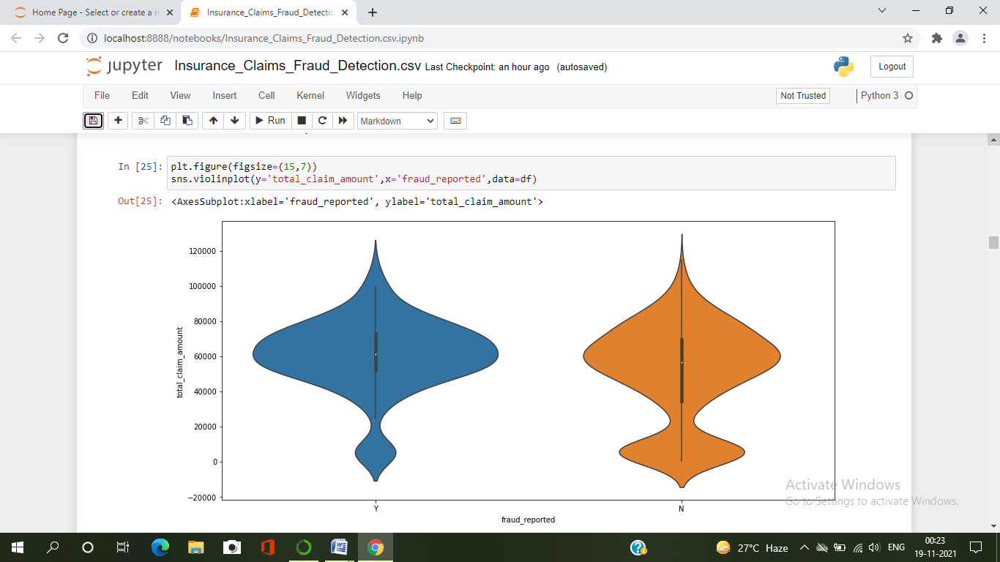 Home Page - Select or create a n
Insurance_Claims_Fraud_Detectio
localhost:8888/notebooks/Insurance_Claims_Fraud_Detection.csv.ipynb
jupyter Insurance_Claims_Fraud_Detection.csv Last Checkpoint: an hour ago (autosaved)
Logout
File Edit View Insert Cell Kernel Widgets Help
Not Trusted Python 3
Run Markdown
In [25]: plt.figure(figsize=(15,7))
sns.violinplot(y='total_claim_amount',x='fraud_reported',data=df)
Out[25]: <AxesSubplot:xlabel='fraud_reported', ylabel='total_claim_amount'>
120000
100000
80000
60000
40000
20000
0
−20000
total_claim_amount
Y N
fraud_reported
Activate Windows
Go to Settings to activate Windows.
27°C Haze ENG 00:23
19-11-2021